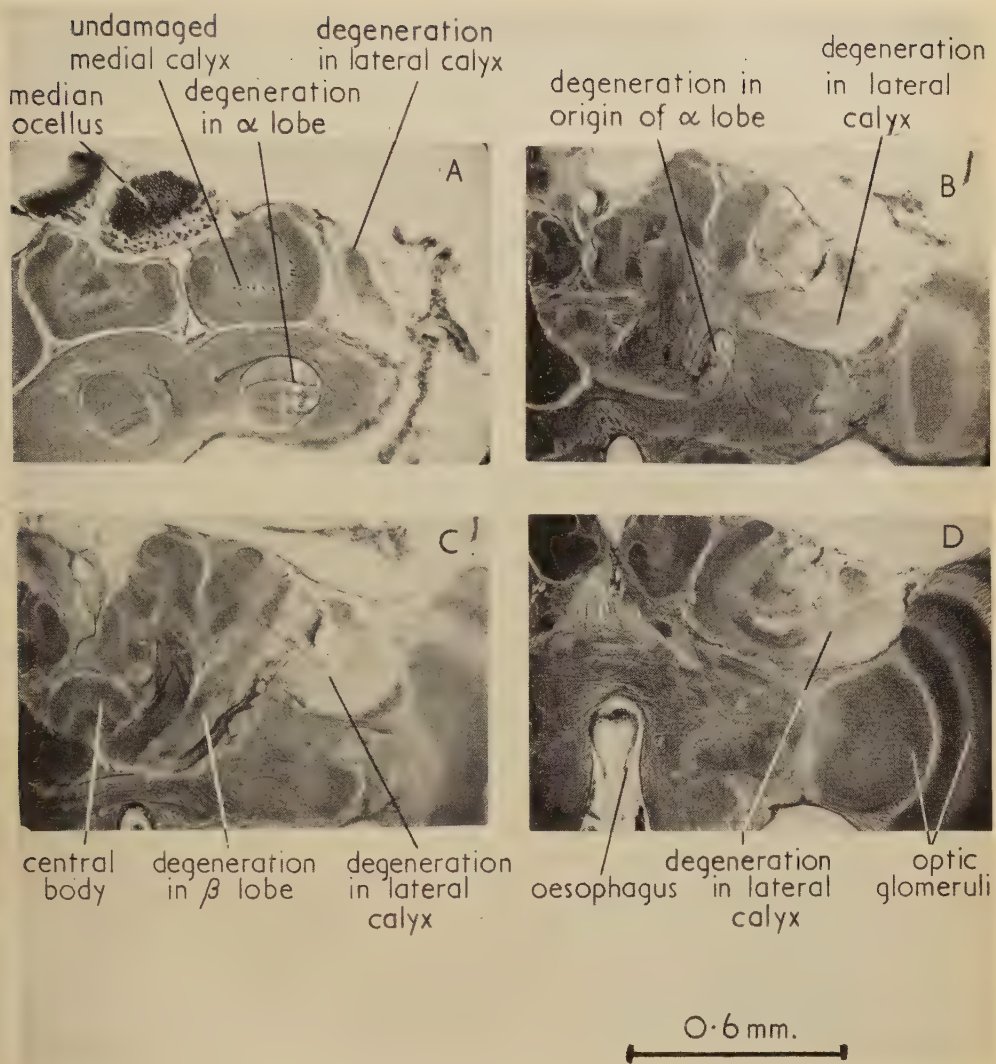 undamaged
medial calyx
degeneration
in lateral calyx
median
ocellus
degeneration
in α lobe
A
degeneration in
origin of α lobe
degeneration
in lateral
calyx
B
C
D
central
body
degeneration
in β lobe
degeneration
in lateral
calyx
oesophagus
degeneration
in lateral
calyx
optic
glomeruli
0·6 mm.